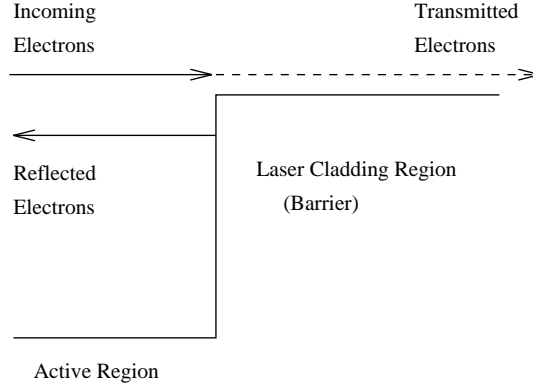 Incoming
Electrons
Transmitted
Electrons
Reflected
Electrons
Laser Cladding Region
(Barrier)
Active Region